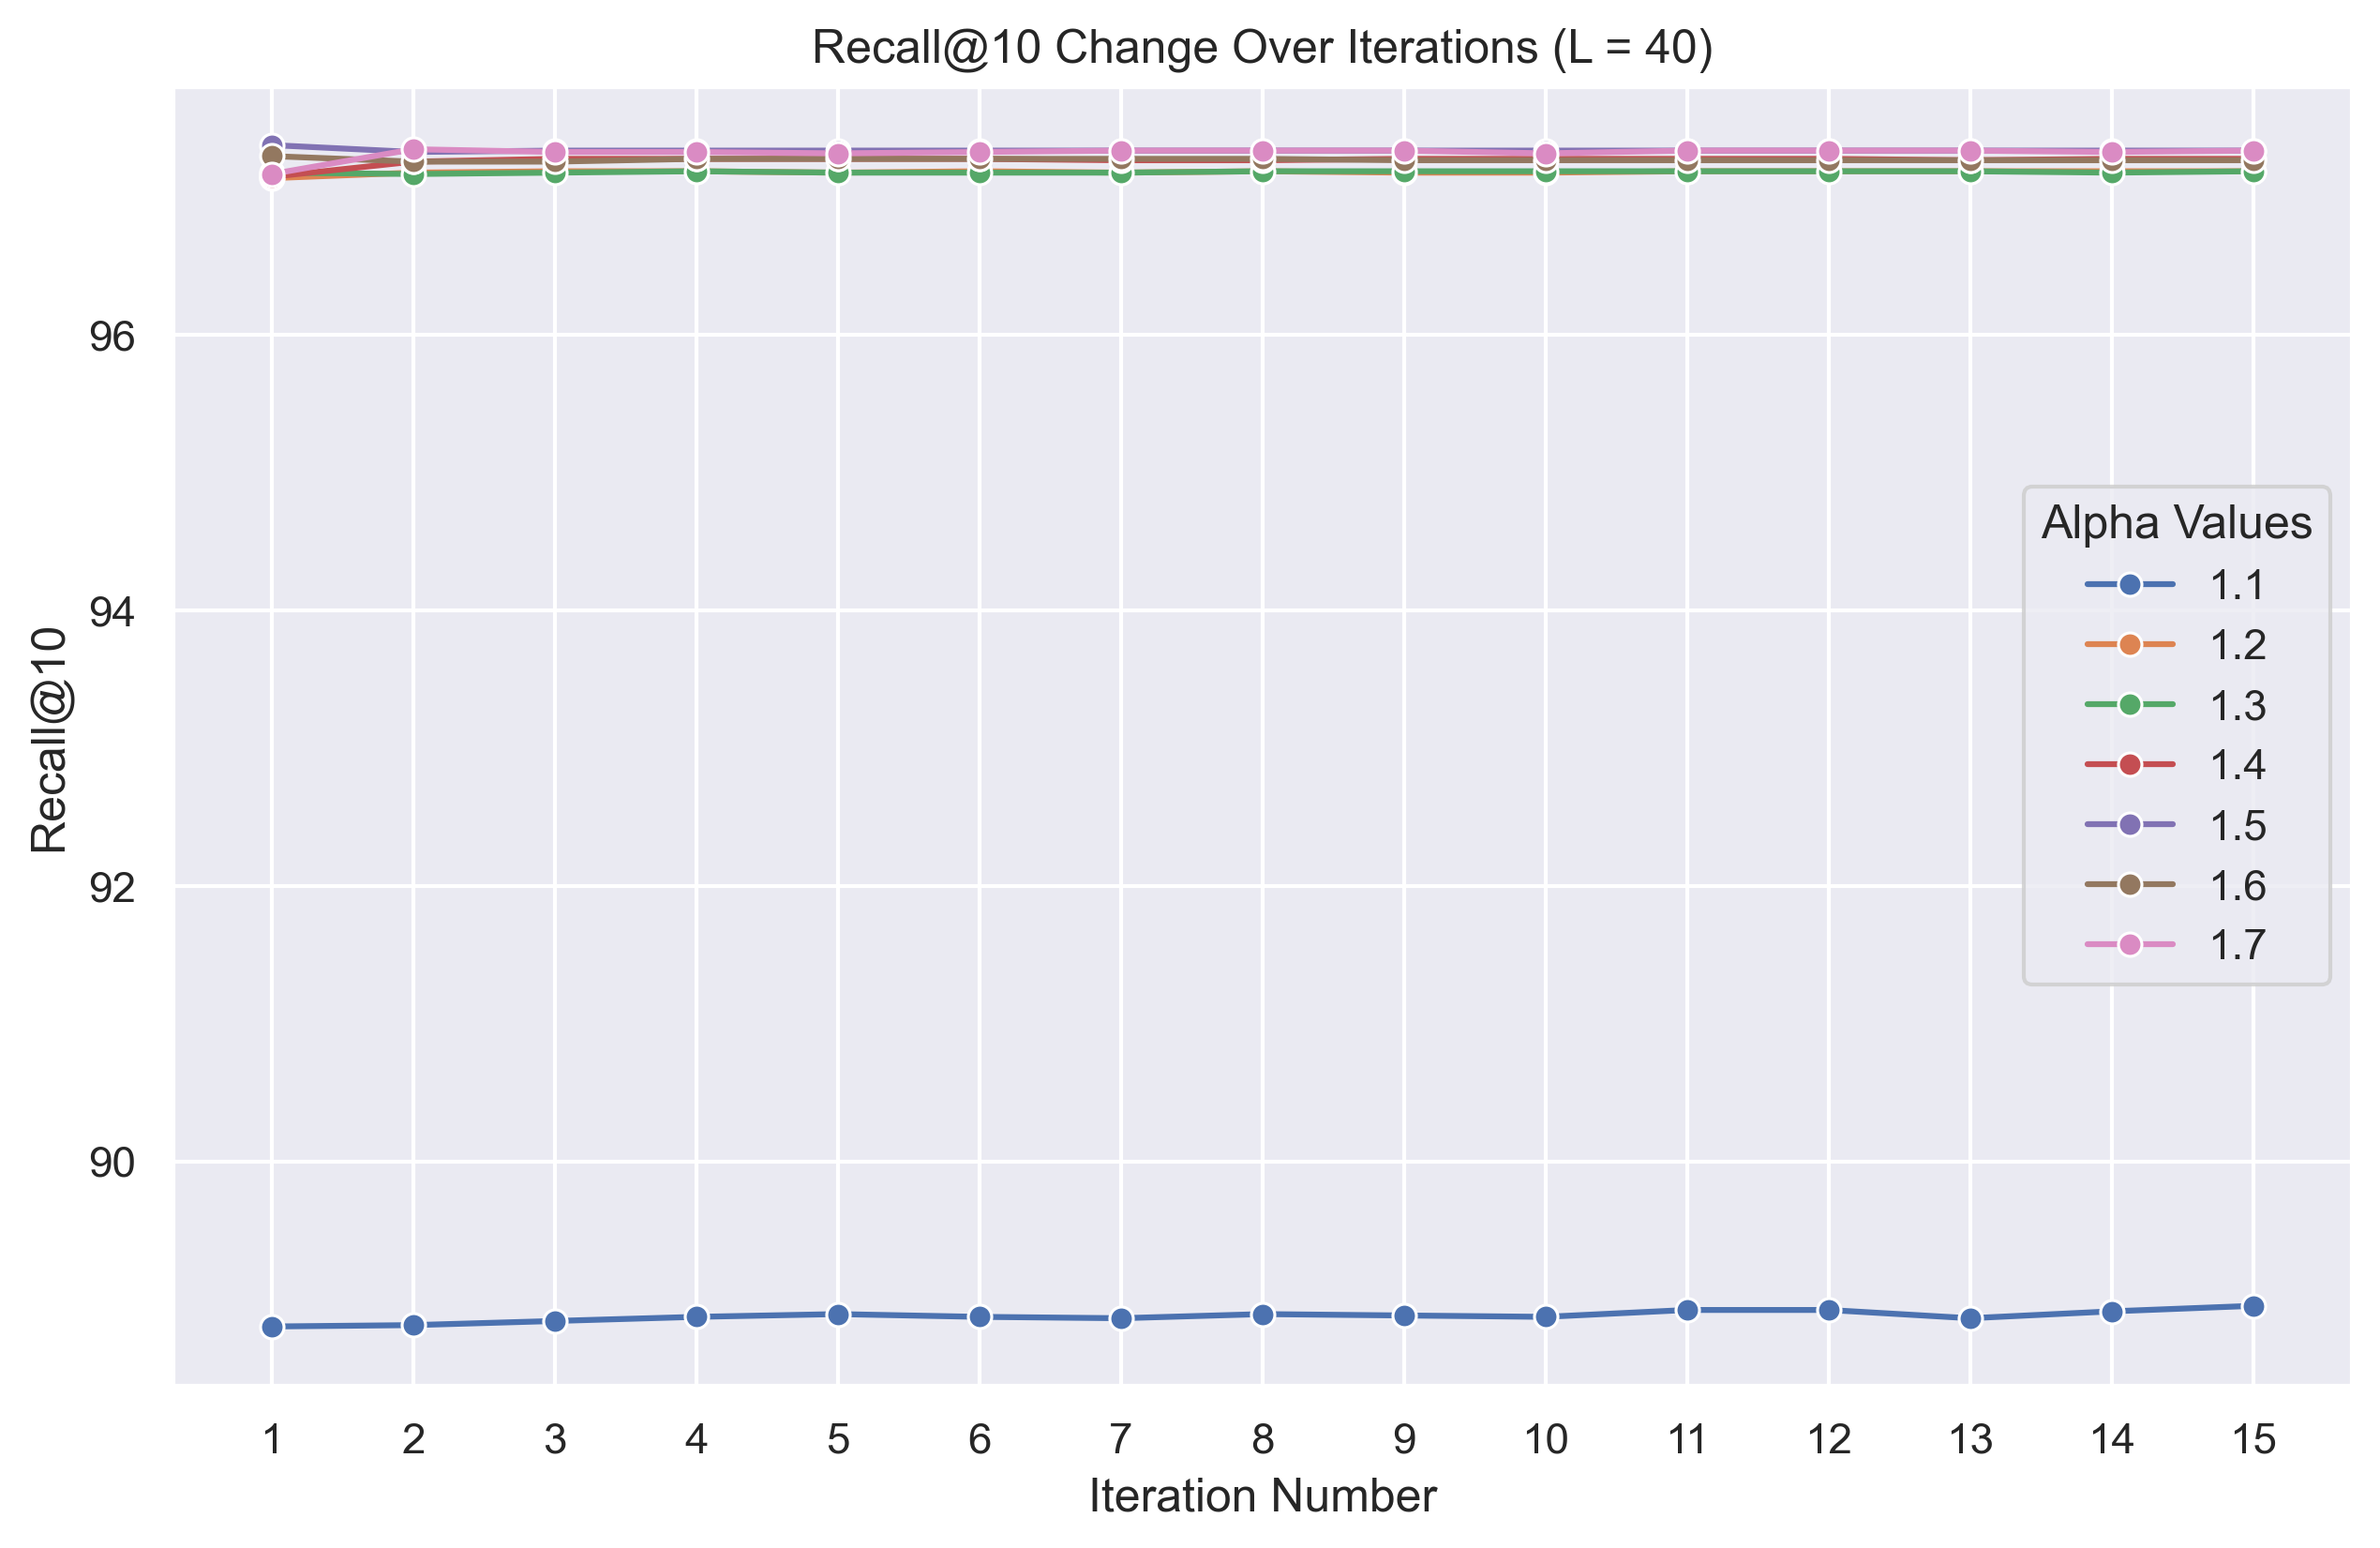 Recall@10 Change Over Iterations (L = 40)
Recall@10
96
94
92
90
Alpha Values
1.1
1.2
1.3
1.4
1.5
1.6
1.7
1 2 3 4 5 6 7 8 9 10 11 12 13 14 15
Iteration Number